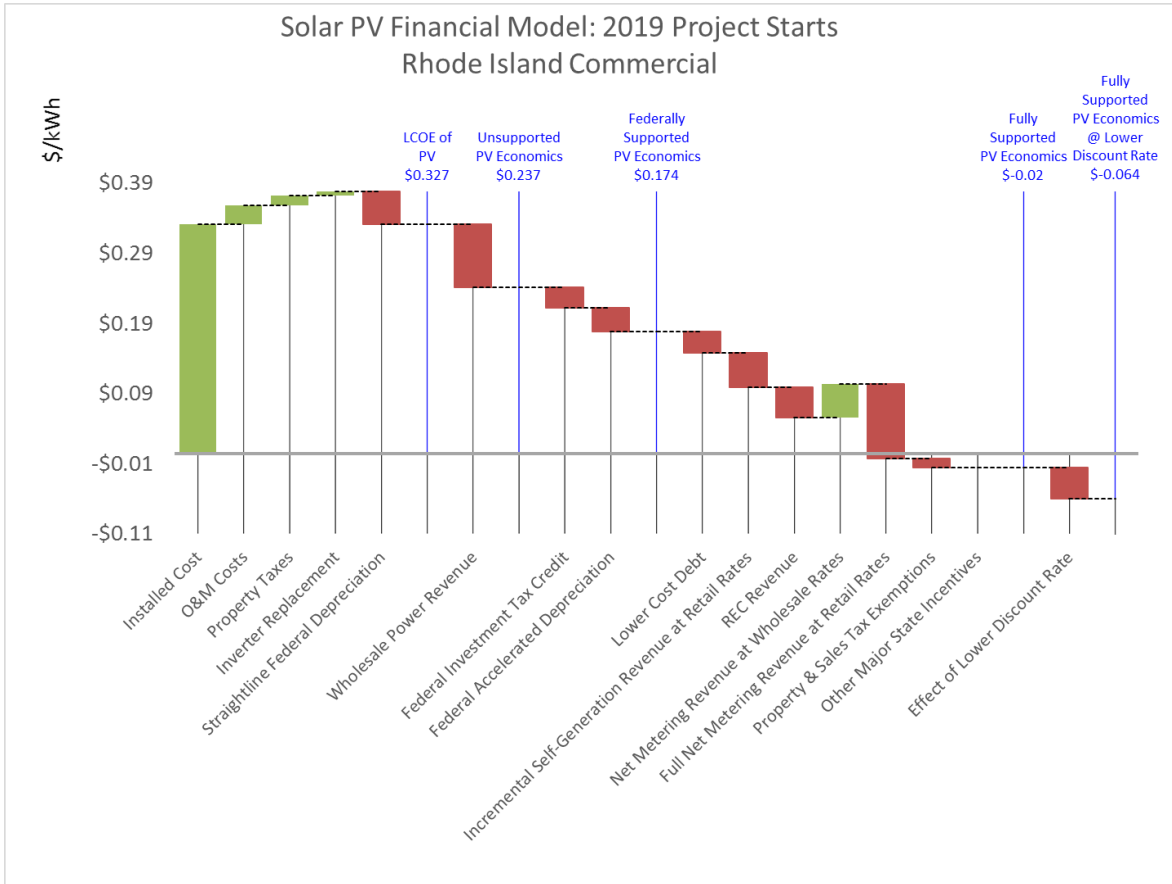 Solar PV Financial Model: 2019 Project Starts
Rhode Island Commercial
$/kWh
LCOE of
PV
$0.327
Unsupported
PV Economics
$0.237
Federally
Supported
PV Economics
$0.174
Fully
Supported
PV Economics
$-0.02
Fully
Supported
PV Economics
@ Lower
Discount Rate
$-0.064
$0.39
$0.29
$0.19
$0.09
-$0.01
-$0.11
Installed Cost
O&M Costs
Property Taxes
Inverter Replacement
Straightline Federal Depreciation
Wholesale Power Revenue
Federal Investment Tax Credit
Federal Accelerated Depreciation
Lower Cost Debt
Incremental Self-Generation Revenue at Retail Rates
REC Revenue
Net Metering Revenue at Wholesale Rates
Full Net Metering Revenue at Retail Rates
Property & Sales Tax Exemptions
Other Major State Incentives
Effect of Lower Discount Rate